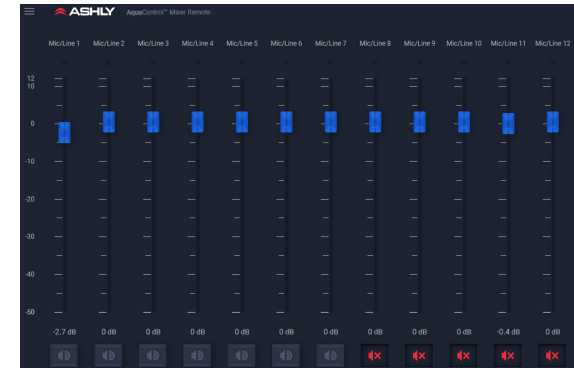 ASHLY AquaControl™ Mixer Remote
Mic/Line 1 Mic/Line 2 Mic/Line 3 Mic/Line 4 Mic/Line 5 Mic/Line 6 Mic/Line 7 Mic/Line 8 Mic/Line 9 Mic/Line 10 Mic/Line 11 Mic/Line 12
12
10
0
-10
-20
-30
-40
-50
-2.7 dB 0 dB 0 dB 0 dB 0 dB 0 dB 0 dB 0 dB 0 dB 0 dB -0.4 dB 0 dB